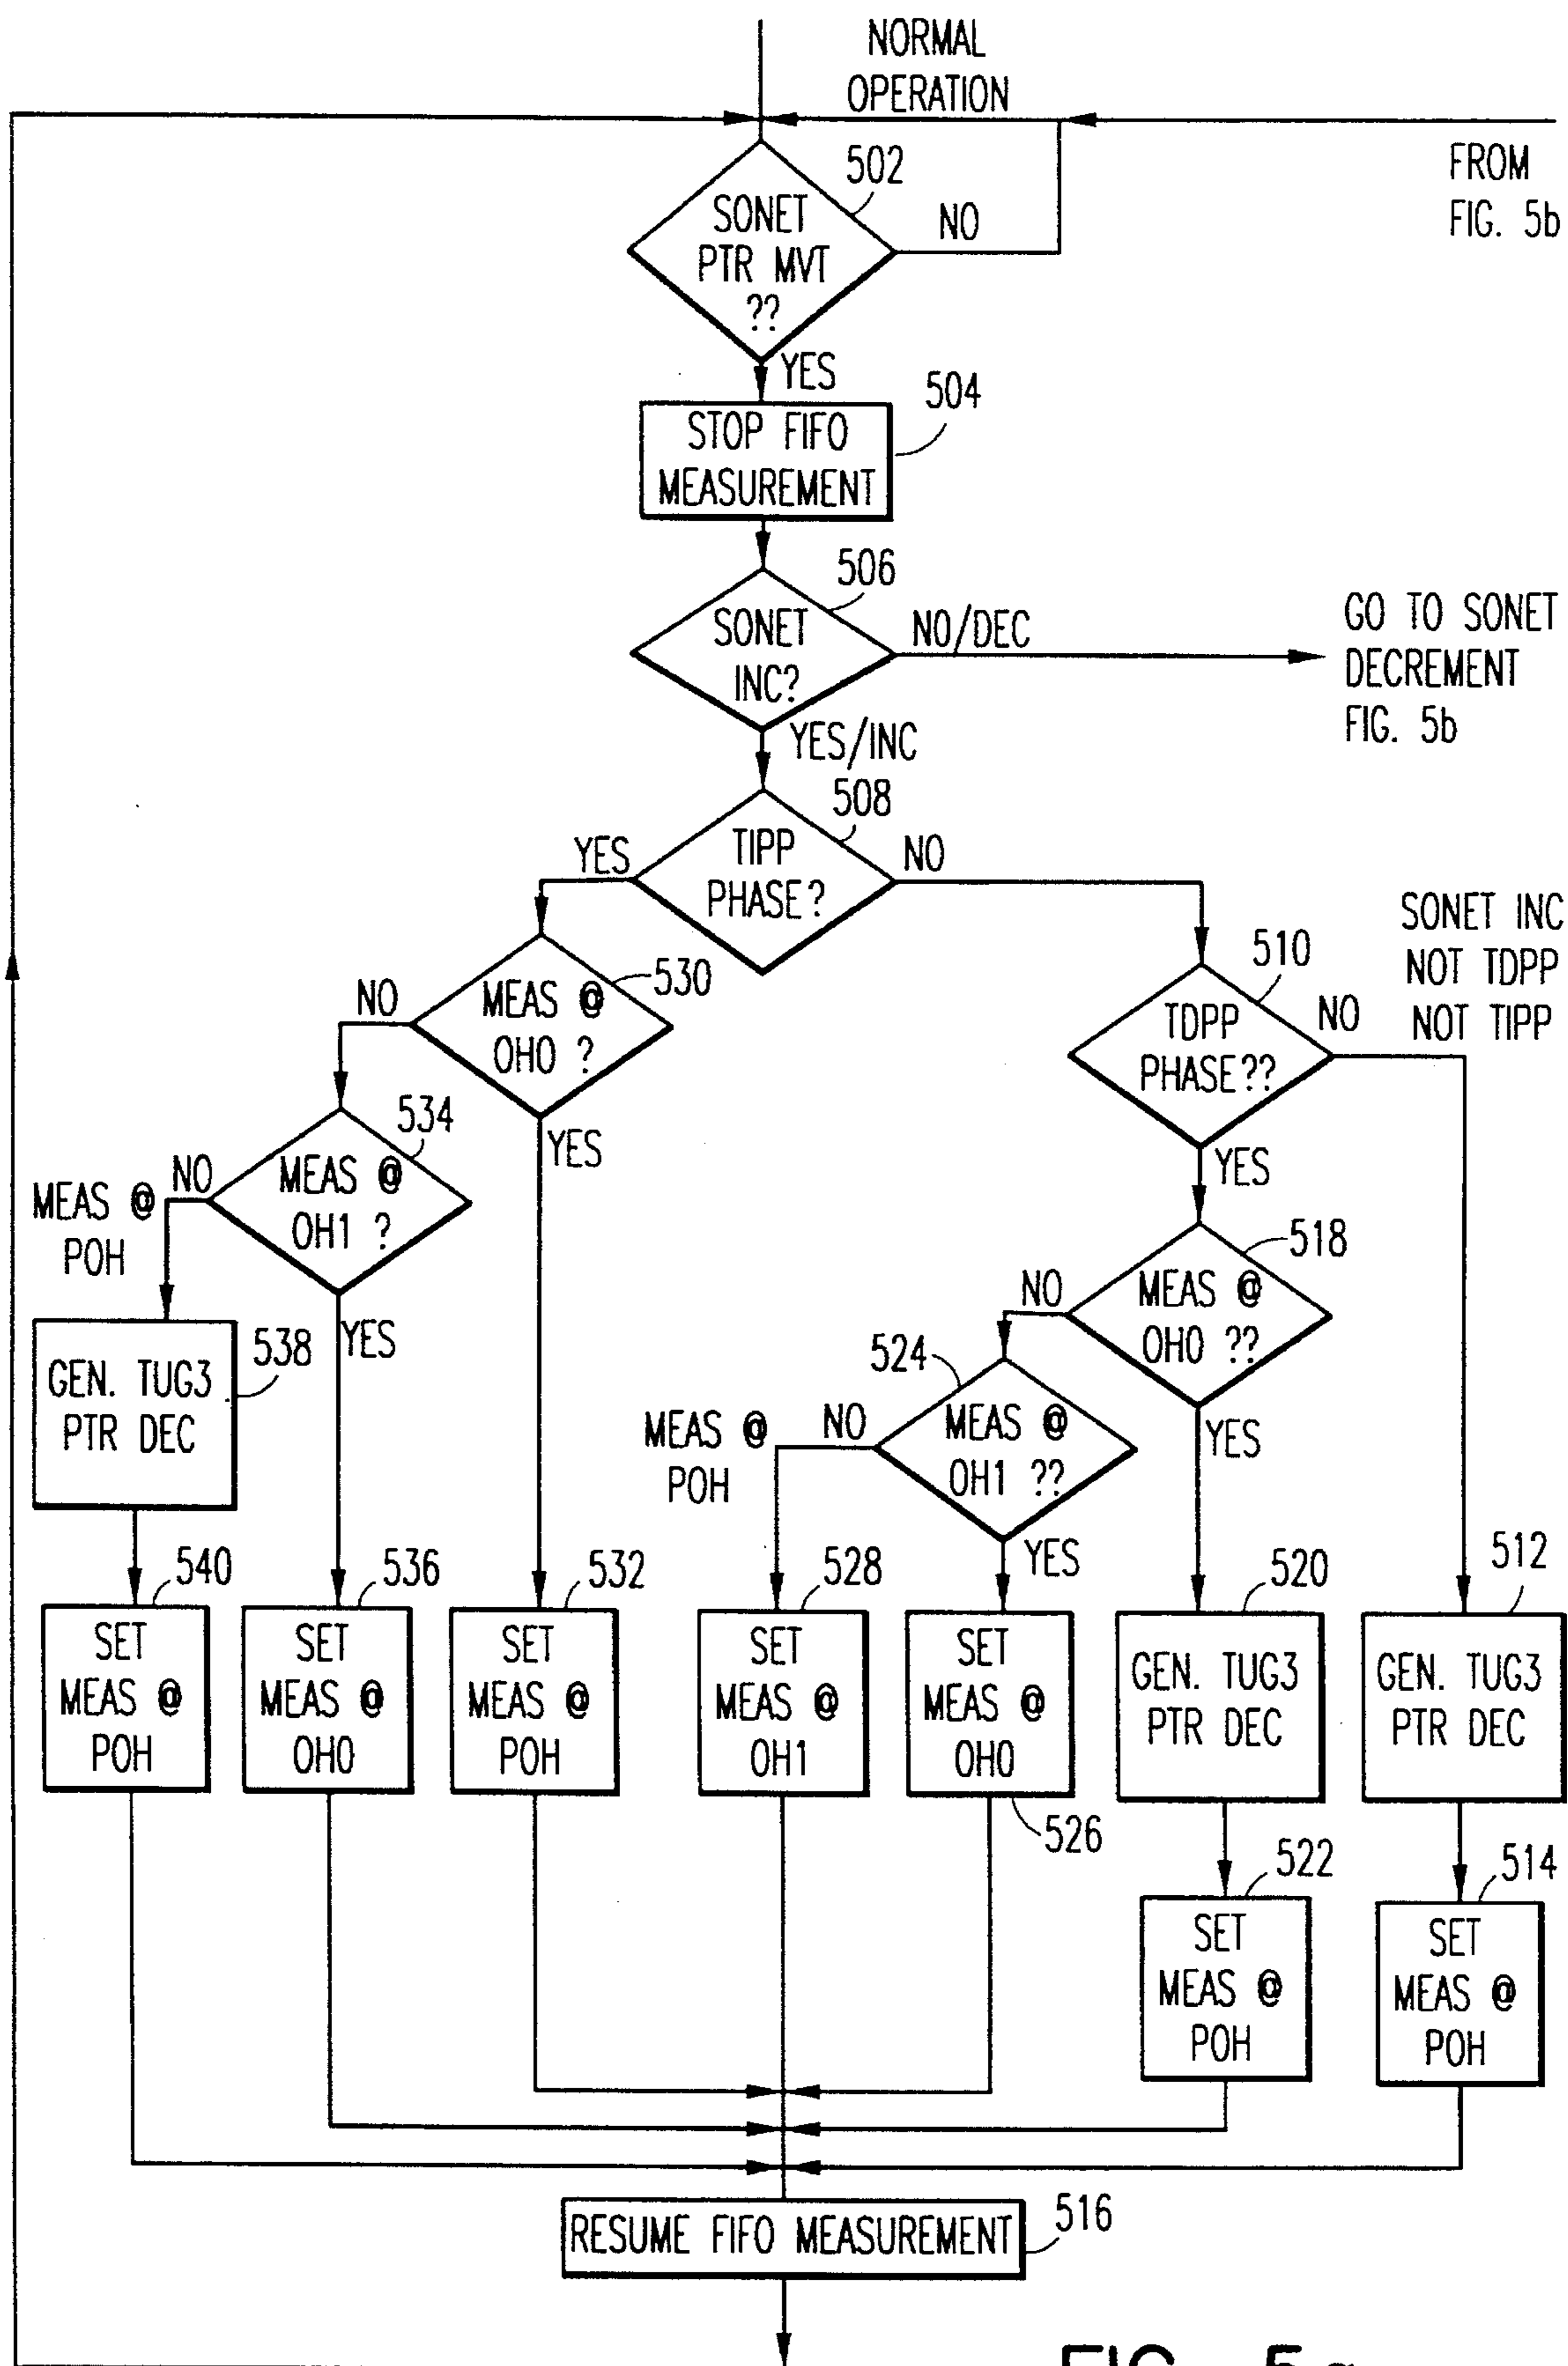 NORMAL
OPERATION
FROM
FIG. 5b
502
SONET
PTR MVT
??
NO
YES
504
STOP FIFO
MEASUREMENT
506
SONET
INC?
NO/DEC
GO TO SONET
DECREMENT
FIG. 5b
YES/INC
508
TIPP
PHASE?
YES
NO
SONET INC
NOT TDPP
NOT TIPP
510
TDPP
PHASE??
NO
YES
530
MEAS @
OH0 ?
NO
YES
534
MEAS @
OH1 ?
NO
MEAS @
POH
YES
518
MEAS @
OH0 ??
NO
YES
524
MEAS @
OH1 ??
NO
MEAS @
POH
YES
538
GEN. TUG3
PTR DEC
540
SET
MEAS @
POH
536
SET
MEAS @
OH0
532
SET
MEAS @
POH
528
SET
MEAS @
OH1
SET
MEAS @
OH0
526
520
GEN. TUG3
PTR DEC
512
GEN. TUG3
PTR DEC
522
SET
MEAS @
POH
514
SET
MEAS @
POH
RESUME FIFO MEASUREMENT
516
FIG. 5a